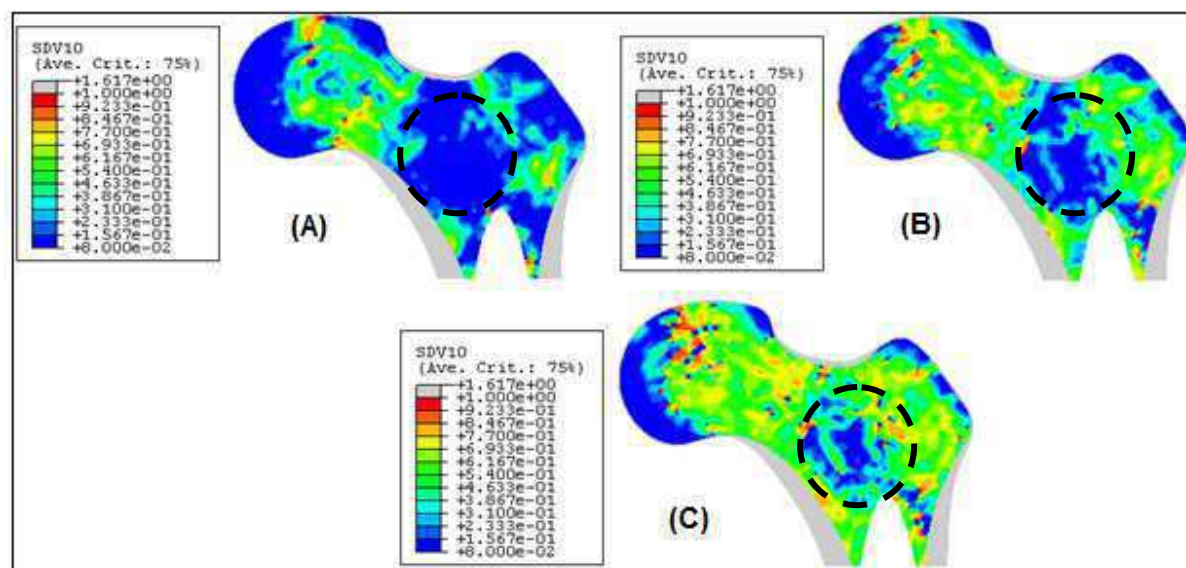 SDV10
(Ave. Crit.: 75%)
+1.617e+00
+1.000e+00
+9.233e-01
+8.467e-01
+7.700e-01
+6.933e-01
+6.167e-01
+5.400e-01
+4.633e-01
+3.867e-01
+3.100e-01
+2.333e-01
+1.567e-01
+8.000e-02
(A)
SDV10
(Ave. Crit.: 75%)
+1.617e+00
+1.000e+00
+9.233e-01
+8.467e-01
+7.700e-01
+6.933e-01
+6.167e-01
+5.400e-01
+4.633e-01
+3.867e-01
+3.100e-01
+2.333e-01
+1.567e-01
+8.000e-02
(B)
SDV10
(Ave. Crit.: 75%)
+1.617e+00
+1.000e+00
+9.233e-01
+8.467e-01
+7.700e-01
+6.933e-01
+6.167e-01
+5.400e-01
+4.633e-01
+3.867e-01
+3.100e-01
+2.333e-01
+1.567e-01
+8.000e-02
(C)